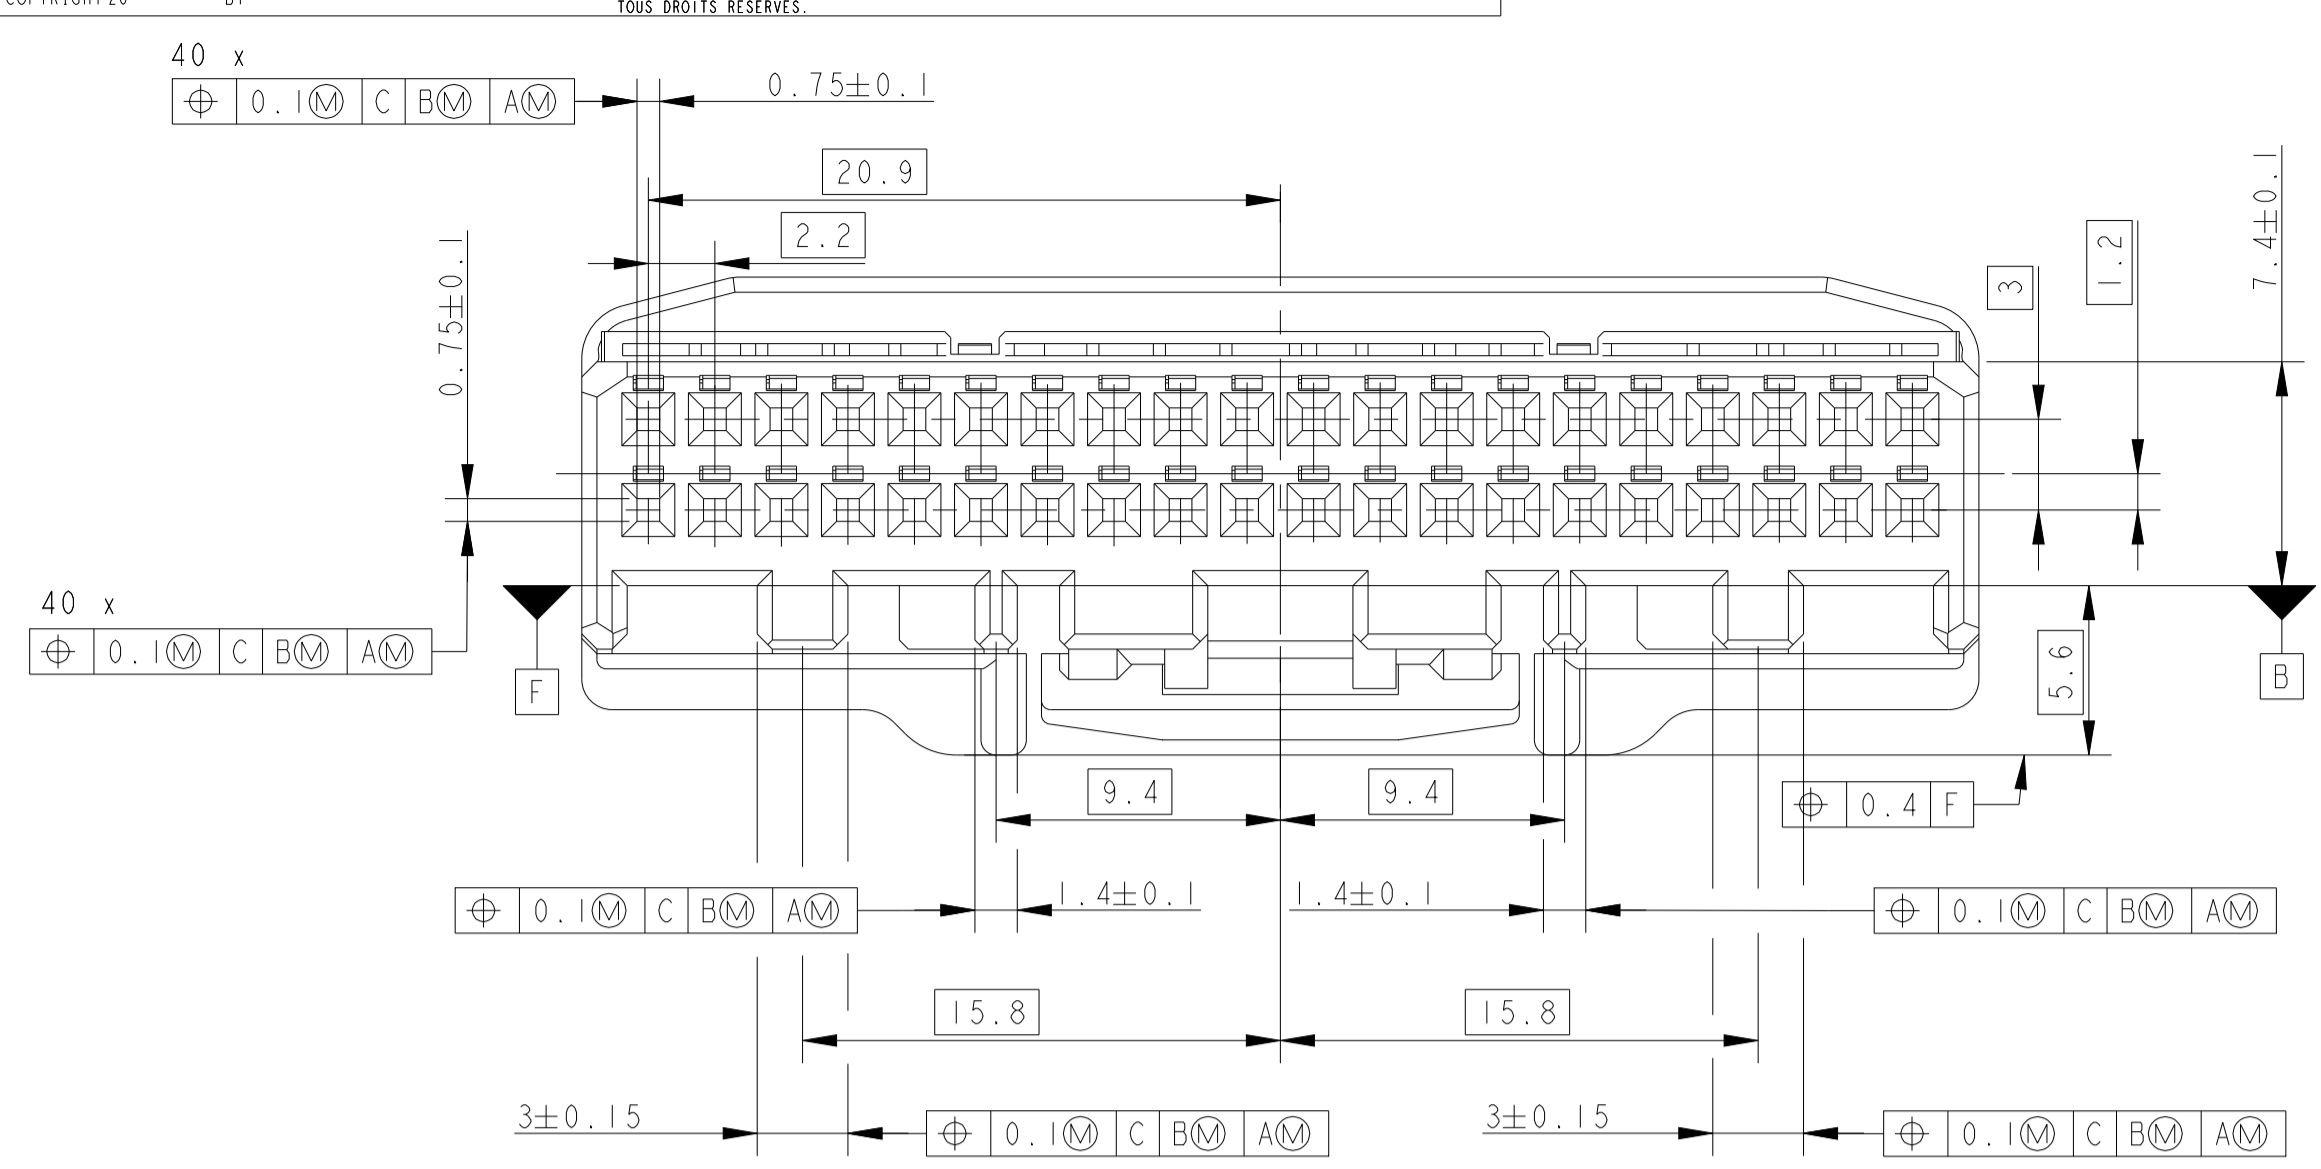 TOUS DROITS RESERVES.
40 x
⌖ 0.1Ⓜ C BⓂ AⓂ
0.75±0.1
20.9
2.2
0.75±0.1
3
1.2
7.4±0.1
40 x
⌖ 0.1Ⓜ C BⓂ AⓂ
F
5.6
B
9.4
9.4
⌖ 0.4 F
⌖ 0.1Ⓜ C BⓂ AⓂ
1.4±0.1
1.4±0.1
⌖ 0.1Ⓜ C BⓂ AⓂ
15.8
15.8
3±0.15
⌖ 0.1Ⓜ C BⓂ AⓂ
3±0.15
⌖ 0.1Ⓜ C BⓂ AⓂ